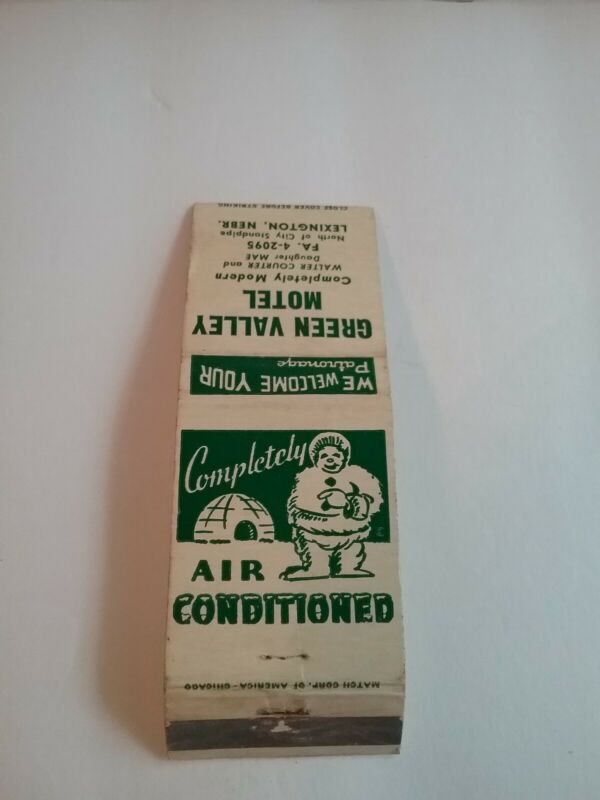 CLOSE COVER BEFORE STRIKING
GREEN VALLEY
MOTEL
Completely Modern
WALTER COURTER and
Daughter MAE
FA. 4-2095
North of City Standpipe
LEXINGTON, NEBR.
WE WELCOME YOUR
Patronage
Completely
AIR
CONDITIONED
MATCH CORP. OF AMERICA - CHICAGO